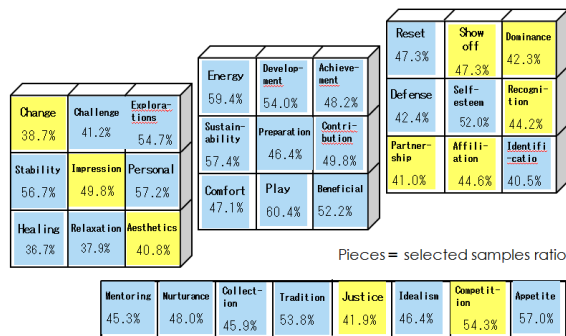 Change
38.7%
Challenge
41.2%
Explora-
tions
54.7%
Stability
56.7%
Impression
49.8%
Personal
57.2%
Healing
36.7%
Relaxation
37.9%
Aesthetics
40.8%
Energy
59.4%
Develop-
ment
54.0%
Achieve-
ment
48.2%
Sustain-
ability
57.4%
Preparation
46.4%
Contri-
bution
49.8%
Comfort
47.1%
Play
60.4%
Beneficial
52.2%
Reset
47.3%
Show
off
47.3%
Dominance
42.3%
Defense
42.4%
Self-
esteem
52.0%
Recogni-
tion
44.2%
Partner-
ship
41.0%
Affili-
ation
44.6%
Identifi
-catio
40.5%
Pieces= selected samples ratio
Mentoring
45.3%
Nurturance
48.0%
Collect-
ion
45.9%
Tradition
53.8%
Justice
41.9%
Idealism
46.4%
Competit-
ion
54.3%
Appetite
57.0%